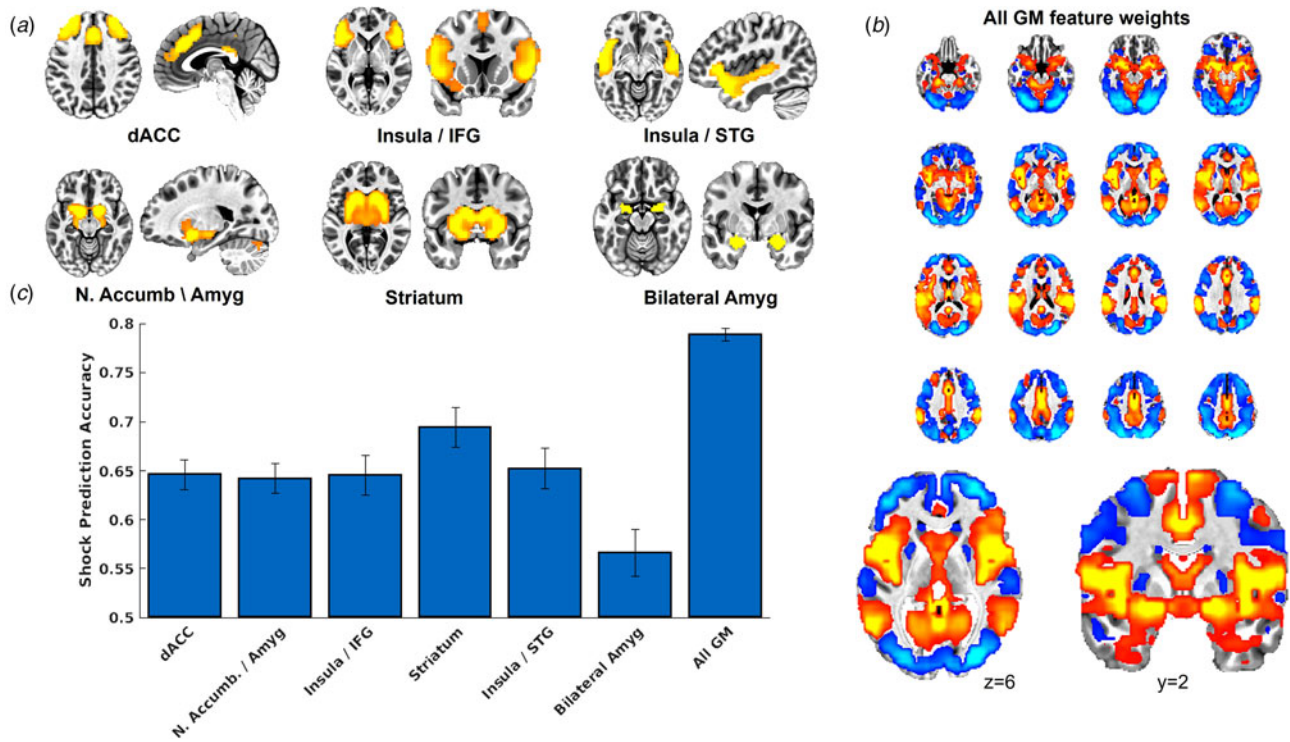 (a)
dACC
Insula / IFG
Insula / STG
N. Accumb \ Amyg
Striatum
Bilateral Amyg
(b)
All GM feature weights
z=6
y=2
(c)
Shock Prediction Accuracy
0.8
0.75
0.7
0.65
0.6
0.55
0.5
dACC
N. Accumb. / Amyg
Insula / IFG
Striatum
Insula / STG
Bilateral Amyg
All GM